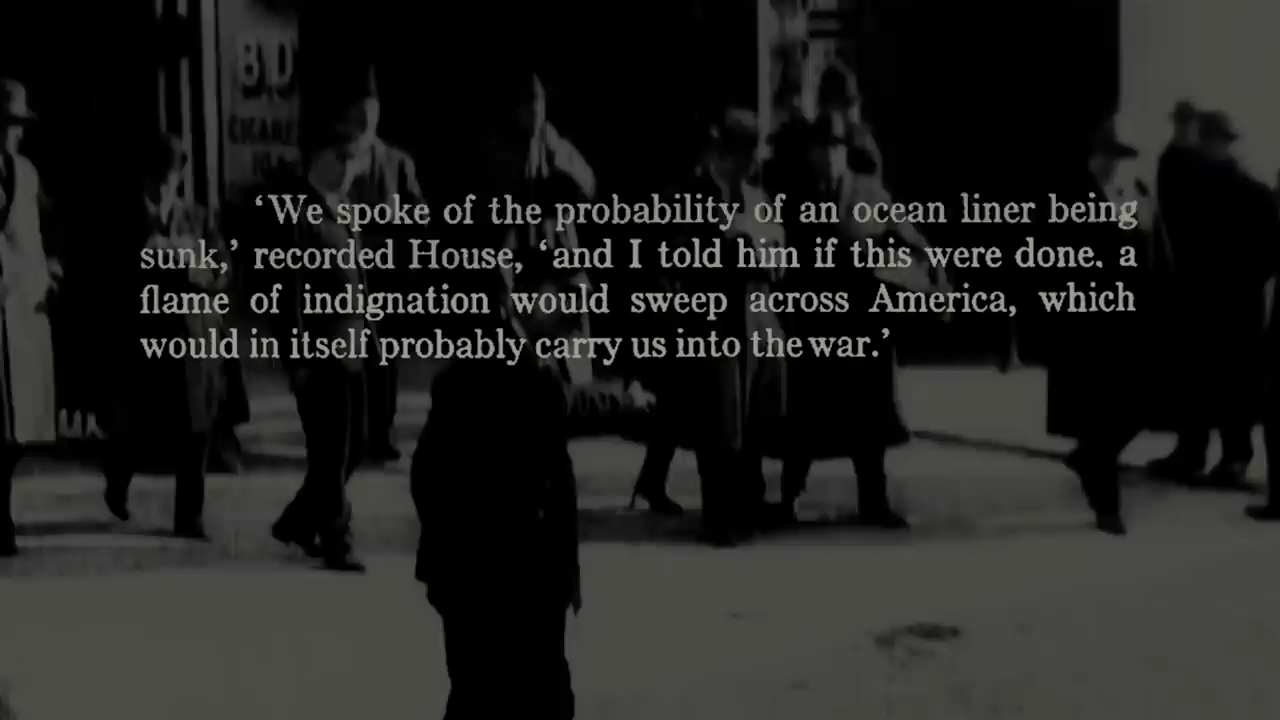 B.D
CIGARE
‘We spoke of the probability of an ocean liner being
sunk,’ recorded House, ‘and I told him if this were done. a
flame of indignation would sweep across America, which
would in itself probably carry us into the war.’